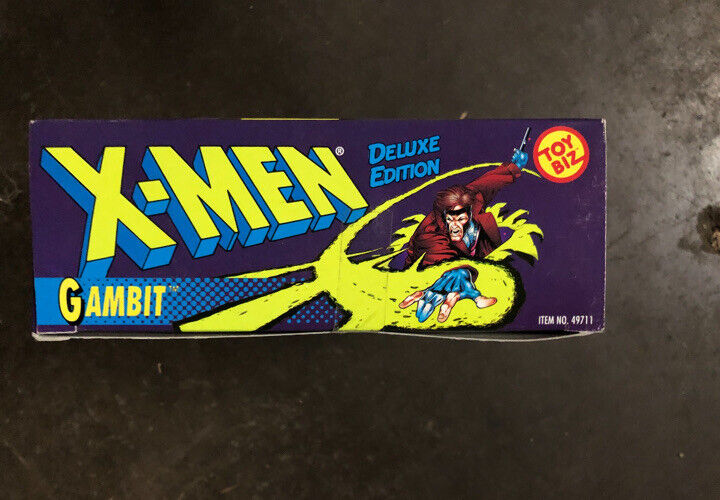 X-MEN®
DELUXE
EDITION
TOY
BIZ
GAMBIT™
ITEM NO. 49711